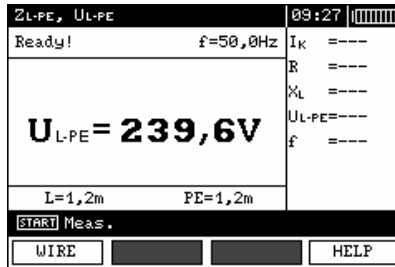 ZL-PE, UL-PE 09:27
Ready! f=50,0Hz
IK =---
R =---
XL =---
UL-PE=---
f =---
UL-PE= 239,6V
L=1,2m PE=1,2m
START Meas.
WIRE HELP